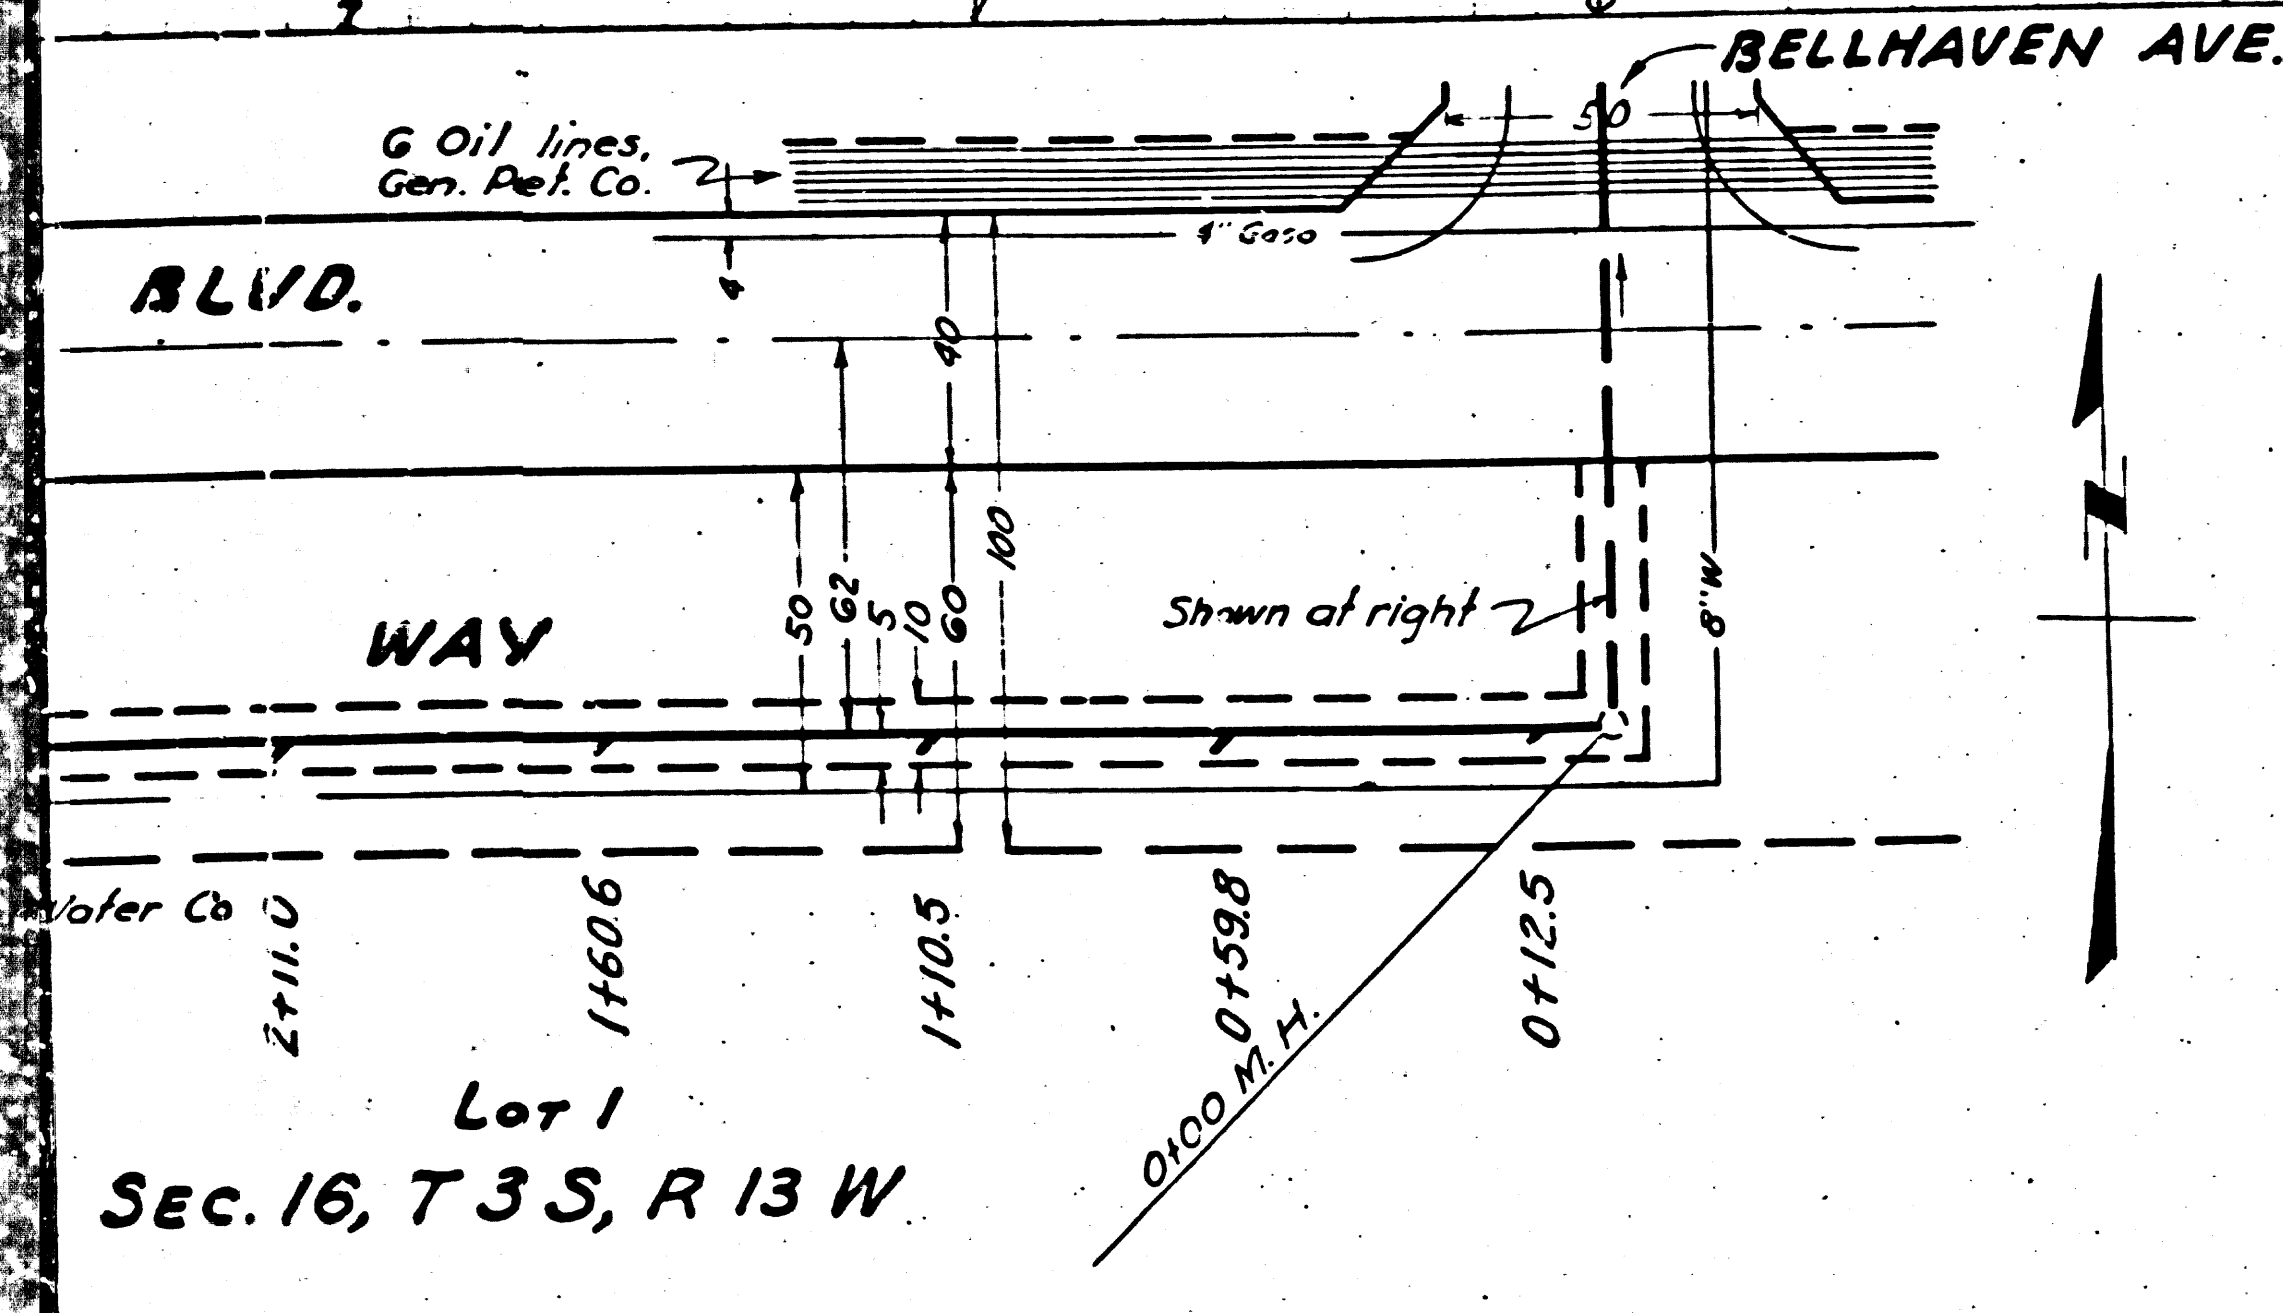 BELLHAVEN AVE.
50
6 Oil lines,
Gen. Pet. Co.
4" Gaso
4
BLVD.
40
100
N
50
62
5
10
60
Shown at right
8" W
WAY
Water Co
2+11.0
1+60.6
1+10.5
0+59.8
0+12.5
0+00 M. H.
LOT 1
SEC. 16, T 3 S, R 13 W